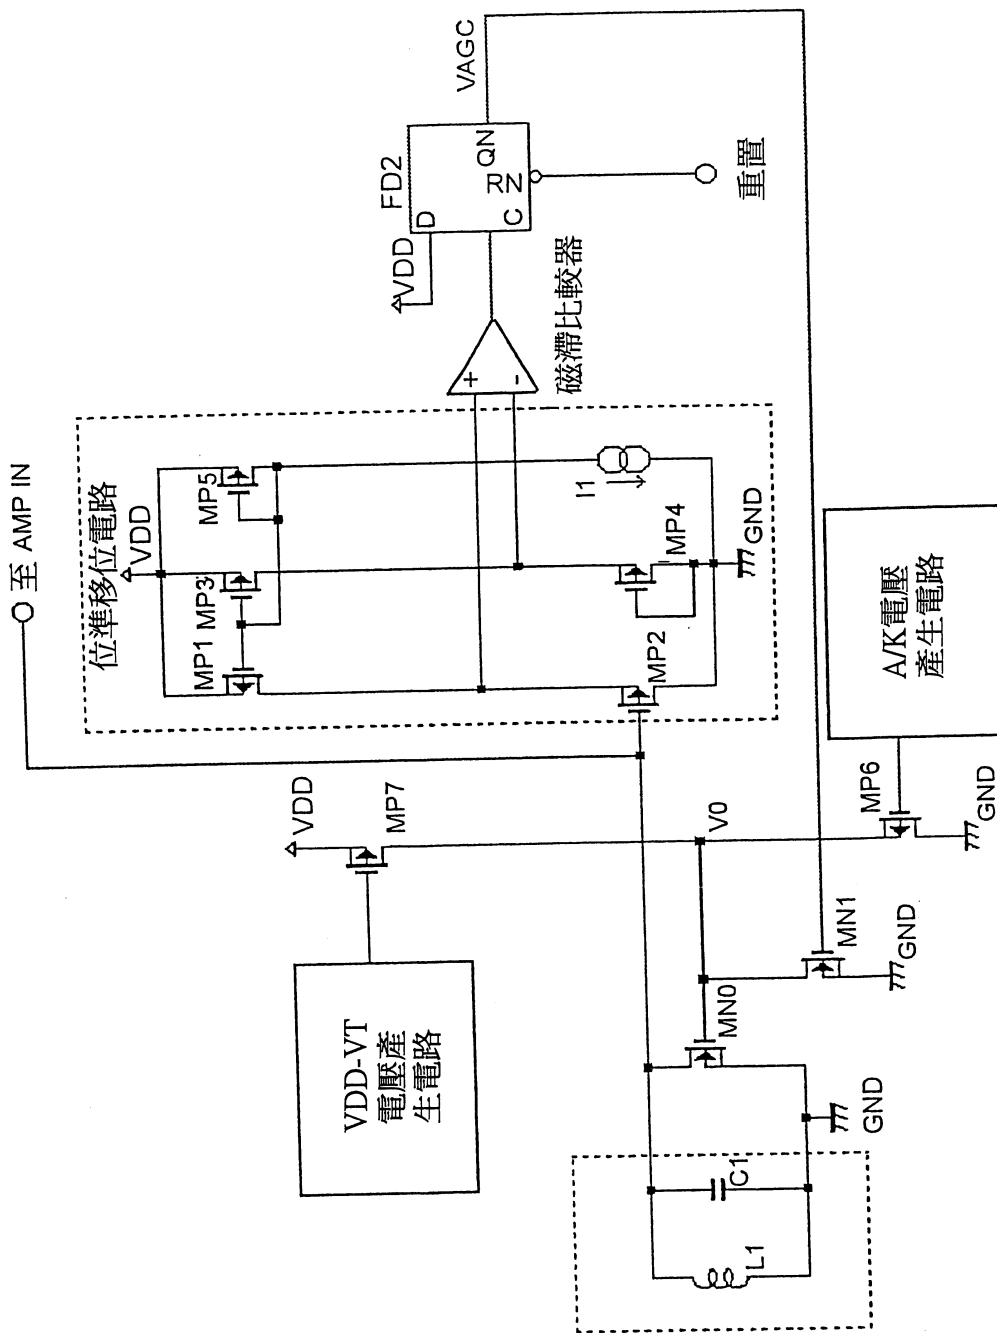 至 AMP IN
位準移位電路
VDD
MP1
MP3
MP5
MP2
MP4
I1
GND
+
-
磁滯比較器
VDD
FD2
D
C
QN
RN
VAGC
重置
VDD-VT
電壓產
生電路
VDD
MP7
V0
MP6
GND
A/K電壓
產生電路
MN0
MN1
GND
GND
C1
L1